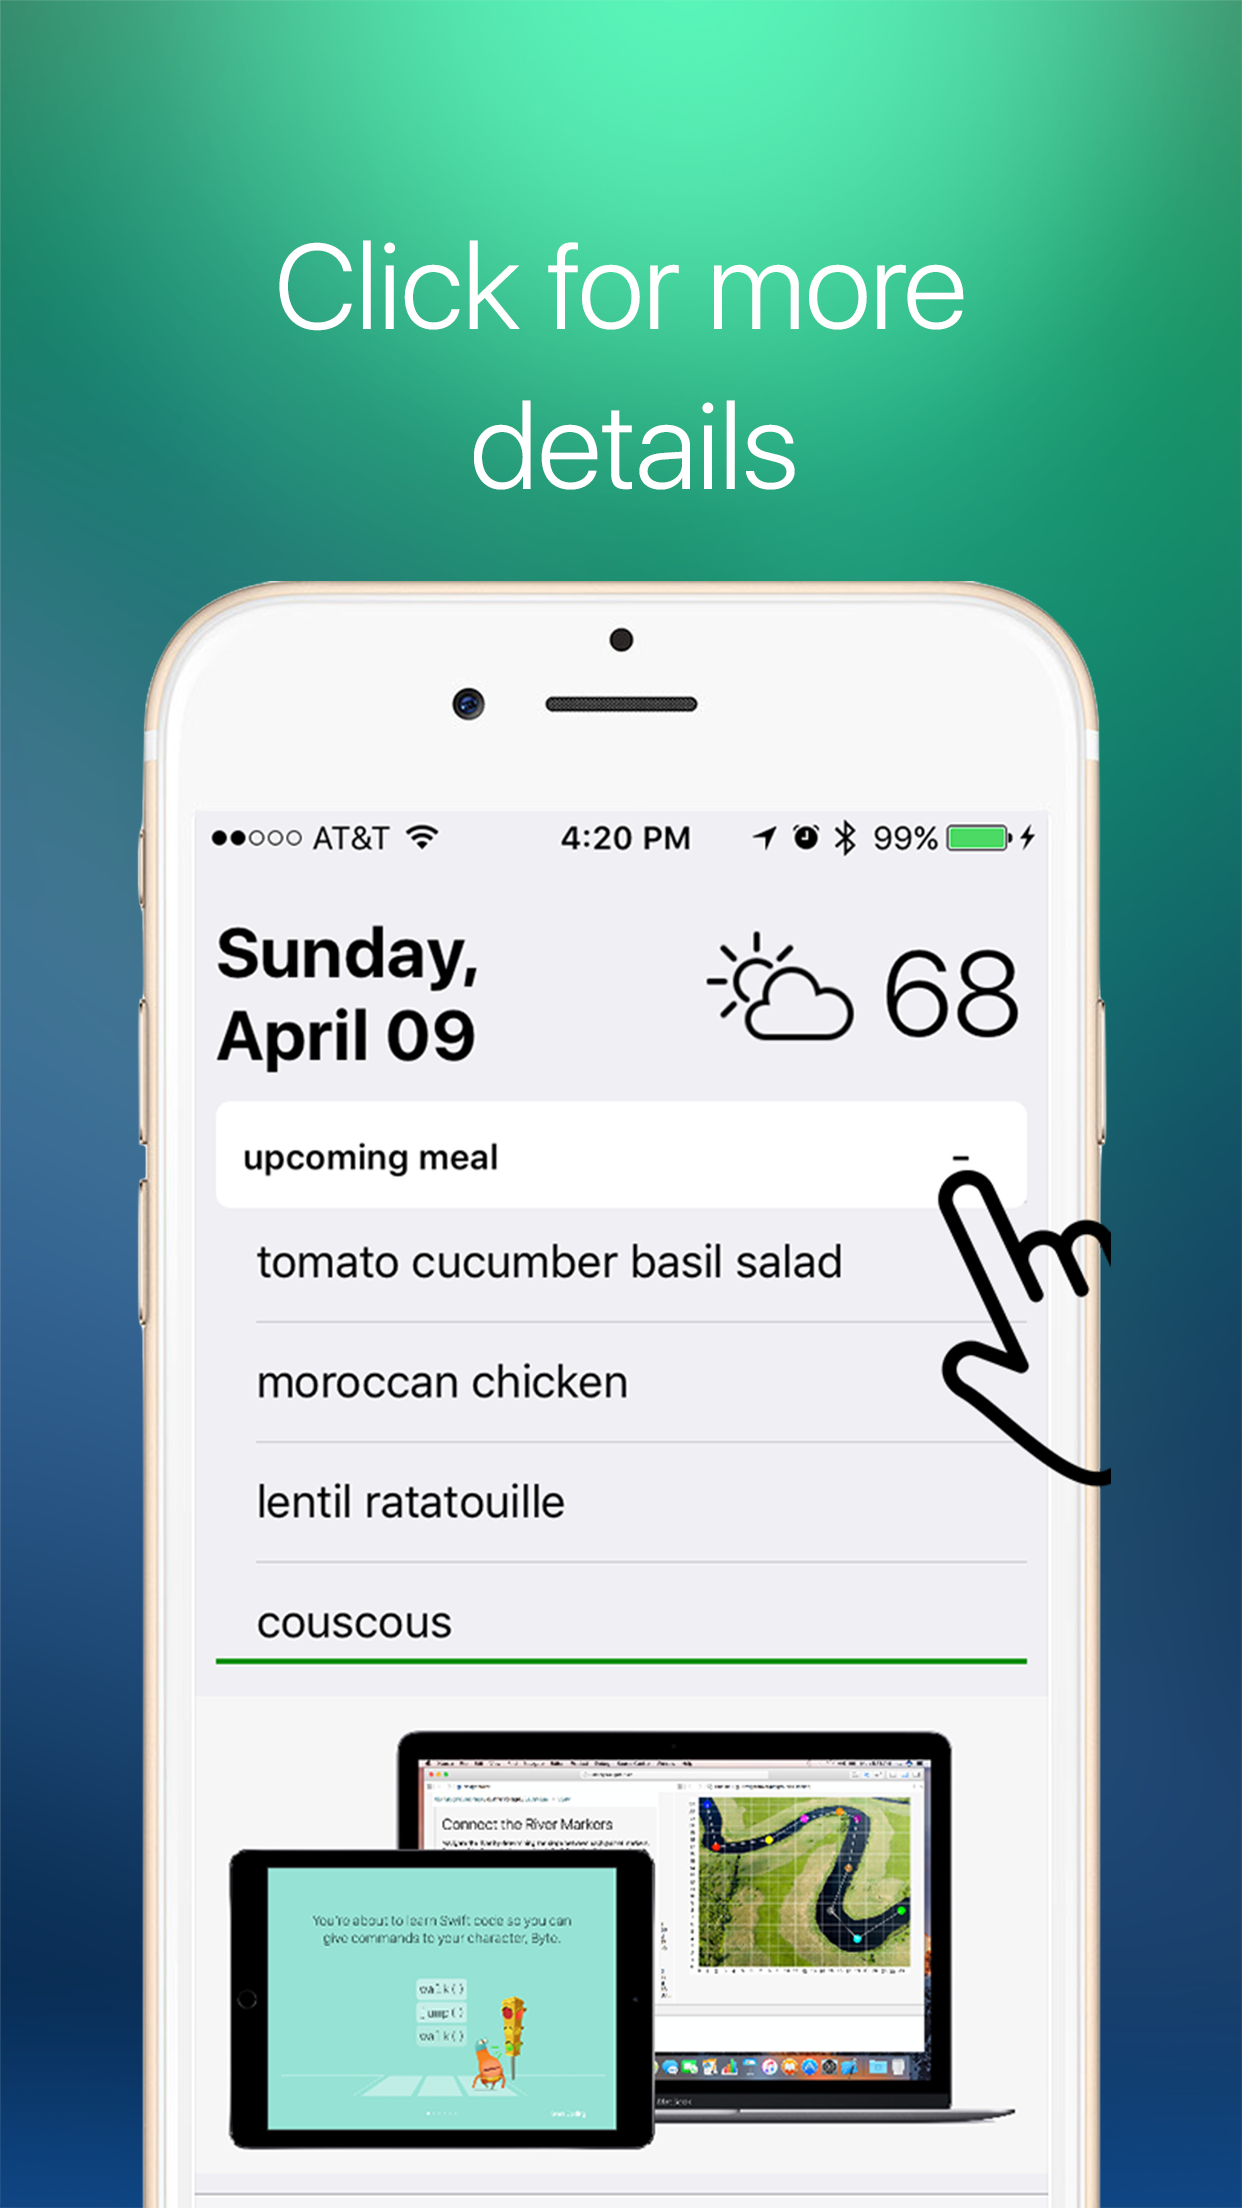 Click for more
details
AT&T 4:20 PM 99%
Sunday,
April 09
68
upcoming meal
-
tomato cucumber basil salad
moroccan chicken
lentil ratatouille
couscous
Connect the River Markers
You're about to learn Swift code so you can
give commands to your character, Byte.
walk()
jump()
walk()
MacBook